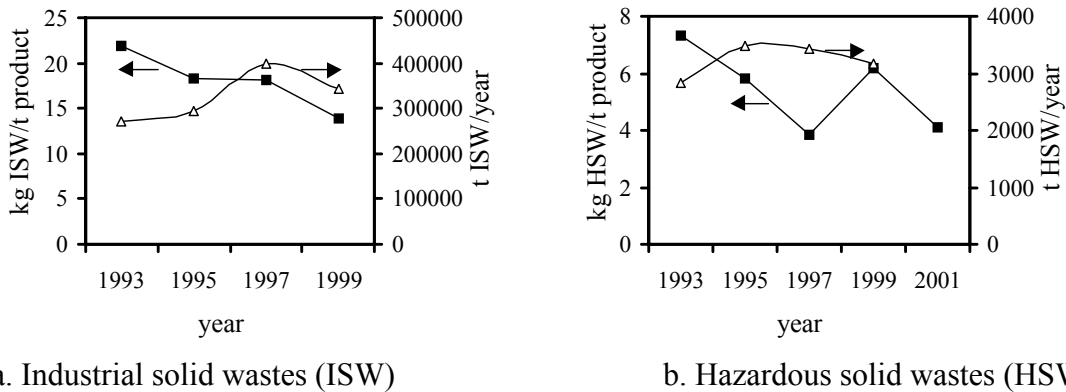 25
20
15
10
5
0
kg ISW/t product
500000
400000
300000
200000
100000
0
t ISW/year
1993 1995 1997 1999
year
a. Industrial solid wastes (ISW)
8
6
4
2
0
kg HSW/t product
4000
3000
2000
1000
0
t HSW/year
1993 1995 1997 1999 2001
year
b. Hazardous solid wastes (HSW